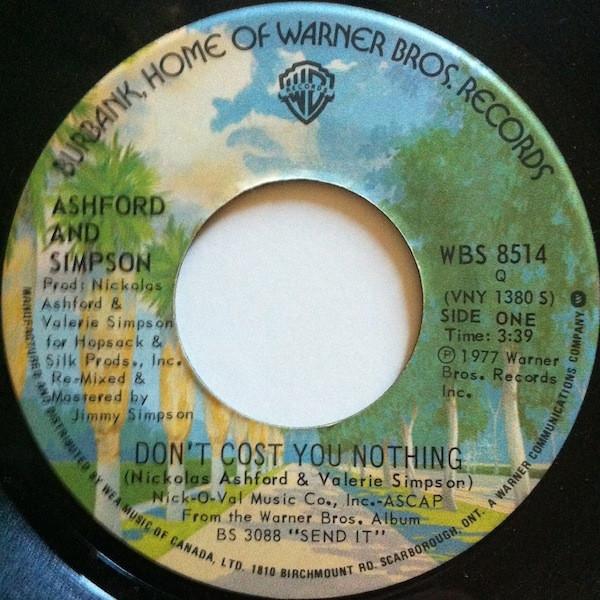 BURBANK, HOME OF WARNER BROS. RECORDS
W RECORDS
ASHFORD
AND
SIMPSON
Prod: Nickolas
Ashford &
Valerie Simpson
for Hopsack &
Silk Prods., Inc.
Re-Mixed &
Mastered by
Jimmy Simpson
WBS 8514
Q
(VNY 1380 S)
SIDE ONE
Time: 3:39
Ⓟ 1977 Warner
Bros. Records
Inc.
DON'T COST YOU NOTHING
(Nickolas Ashford & Valerie Simpson)
Nick-O-Val Music Co., Inc.-ASCAP
From the Warner Bros. Album
BS 3088 "SEND IT"
MANUFACTURED AND DISTRIBUTED BY WEA MUSIC OF CANADA, LTD. 1810 BIRCHMOUNT RD. SCARBOROUGH, ONT. A WARNER COMMUNICATIONS COMPANY